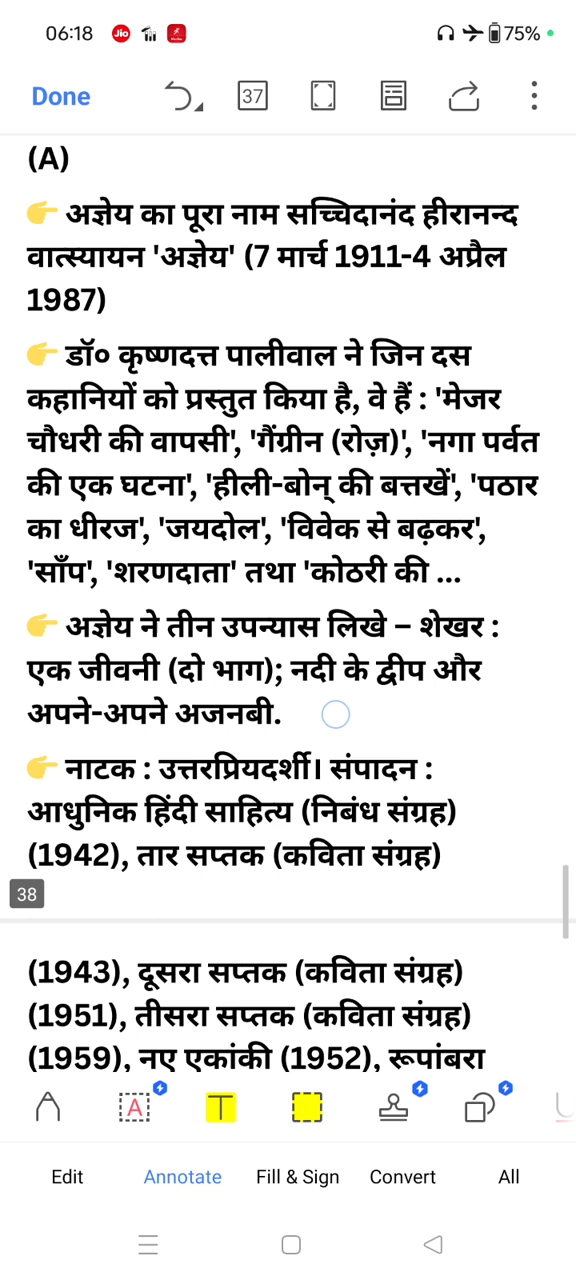 06:18
Jio
75%
Done
37
(A)
👉 अज्ञेय का पूरा नाम सच्चिदानंद हीरानन्द
वात्स्यायन 'अज्ञेय' (7 मार्च 1911-4 अप्रैल
1987)
👉 डॉ० कृष्णदत्त पालीवाल ने जिन दस
कहानियों को प्रस्तुत किया है, वे हैं : 'मेजर
चौधरी की वापसी', 'गैंग्रीन (रोज़)', 'नगा पर्वत
की एक घटना', 'हीली-बोन् की बत्तखें', 'पठार
का धीरज', 'जयदोल', 'विवेक से बढ़कर',
'साँप', 'शरणदाता' तथा 'कोठरी की ...
👉 अज्ञेय ने तीन उपन्यास लिखे – शेखर :
एक जीवनी (दो भाग); नदी के द्वीप और
अपने-अपने अजनबी.
👉 नाटक : उत्तरप्रियदर्शी। संपादन :
आधुनिक हिंदी साहित्य (निबंध संग्रह)
(1942), तार सप्तक (कविता संग्रह)
38
(1943), दूसरा सप्तक (कविता संग्रह)
(1951), तीसरा सप्तक (कविता संग्रह)
(1959), नए एकांकी (1952), रूपांबरा
A T
Edit Annotate Fill & Sign Convert All